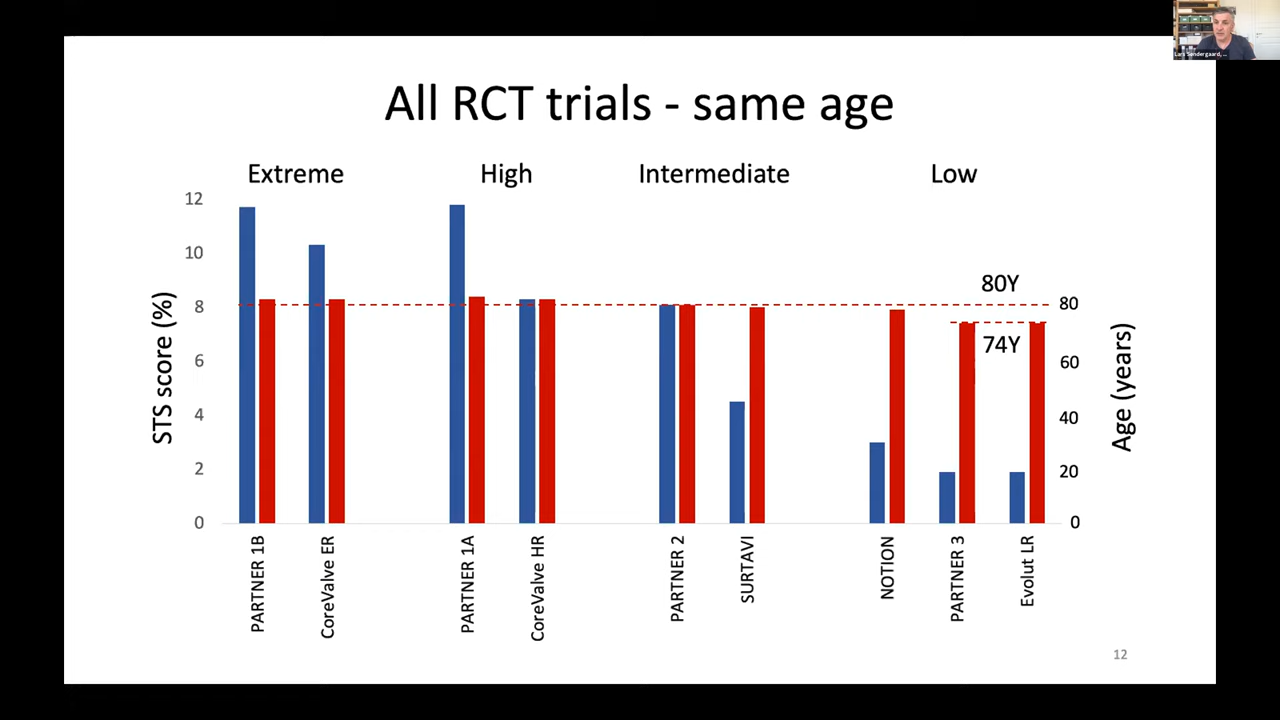 All RCT trials - same age
Extreme
High
Intermediate
Low
12
10
8
6
4
2
0
STS score (%)
80Y
74Y
80
60
40
20
0
Age (years)
PARTNER 1B
CoreValve ER
PARTNER 1A
CoreValve HR
PARTNER 2
SURTAVI
NOTION
PARTNER 3
Evolut LR
12
Lars Søndergaard, ...